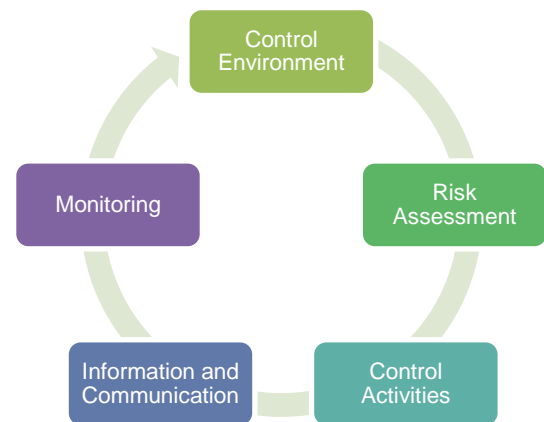 Control
Environment
Risk
Assessment
Control
Activities
Information and
Communication
Monitoring